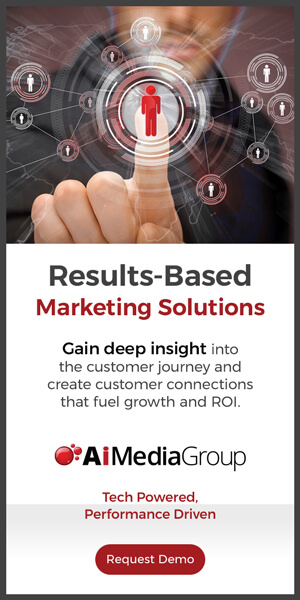 Results-Based
Marketing Solutions
Gain deep insight into
the customer journey and
create customer connections
that fuel growth and ROI.
AiMediaGroup
Tech Powered,
Performance Driven
Request Demo